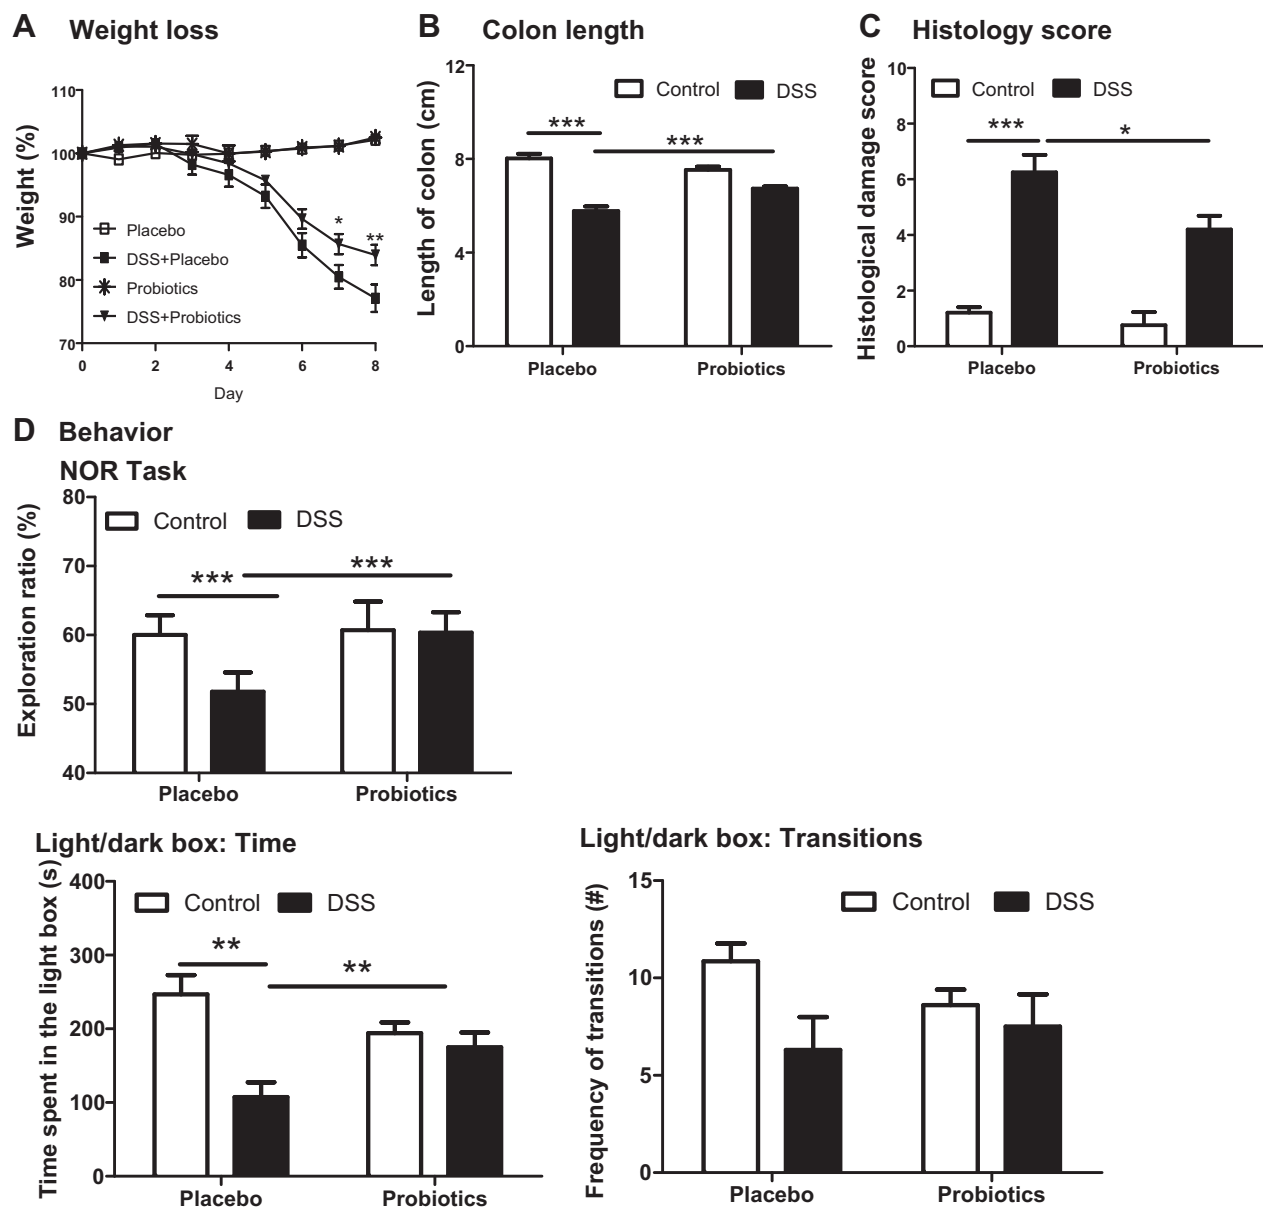 A Weight loss
Weight (%)
110
100
90
80
70
*
**
Placebo
DSS+Placebo
Probiotics
DSS+Probiotics
0 2 4 6 8
Day
B Colon length
Length of colon (cm)
12
8
4
0
Control DSS
***
***
Placebo Probiotics
C Histology score
Histological damage score
10
8
6
4
2
0
Control DSS
***
*
Placebo Probiotics
D Behavior
NOR Task
Exploration ratio (%)
80
70
60
50
40
Control DSS
***
***
Placebo Probiotics
Light/dark box: Time
Time spent in the light box (s)
400
300
200
100
0
Control DSS
**
**
Placebo Probiotics
Light/dark box: Transitions
Frequency of transitions (#)
15
10
5
0
Control DSS
Placebo Probiotics